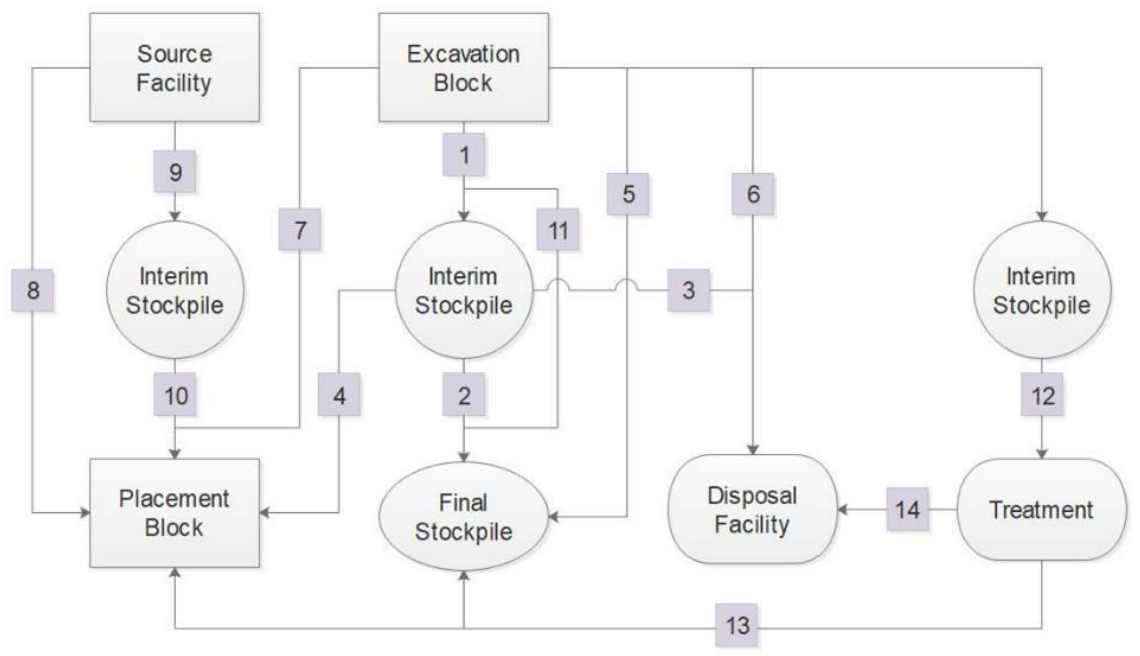 Source
Facility
Excavation
Block
1
9
5
6
7
11
Interim
Stockpile
Interim
Stockpile
Interim
Stockpile
8
3
10
4
2
12
Placement
Block
Final
Stockpile
Disposal
Facility
14
Treatment
13